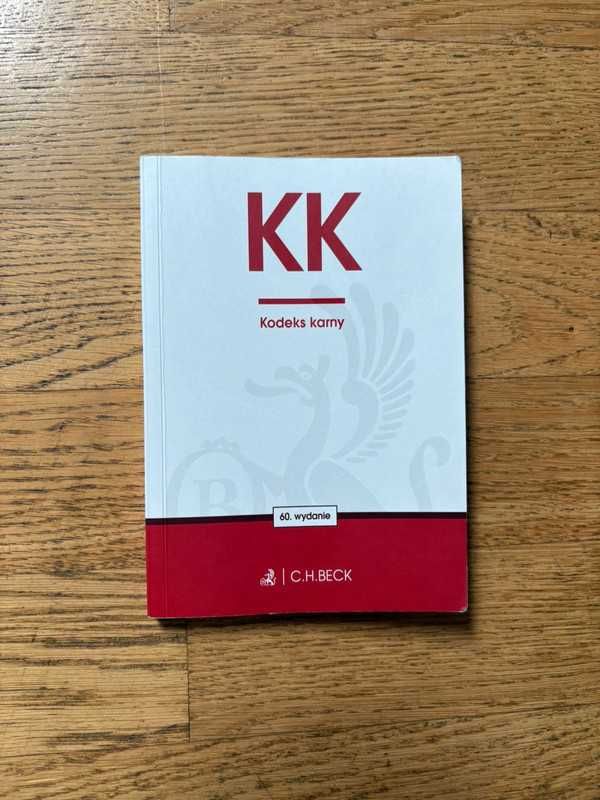 KK
Kodeks karny
60. wydanie
C.H.BECK